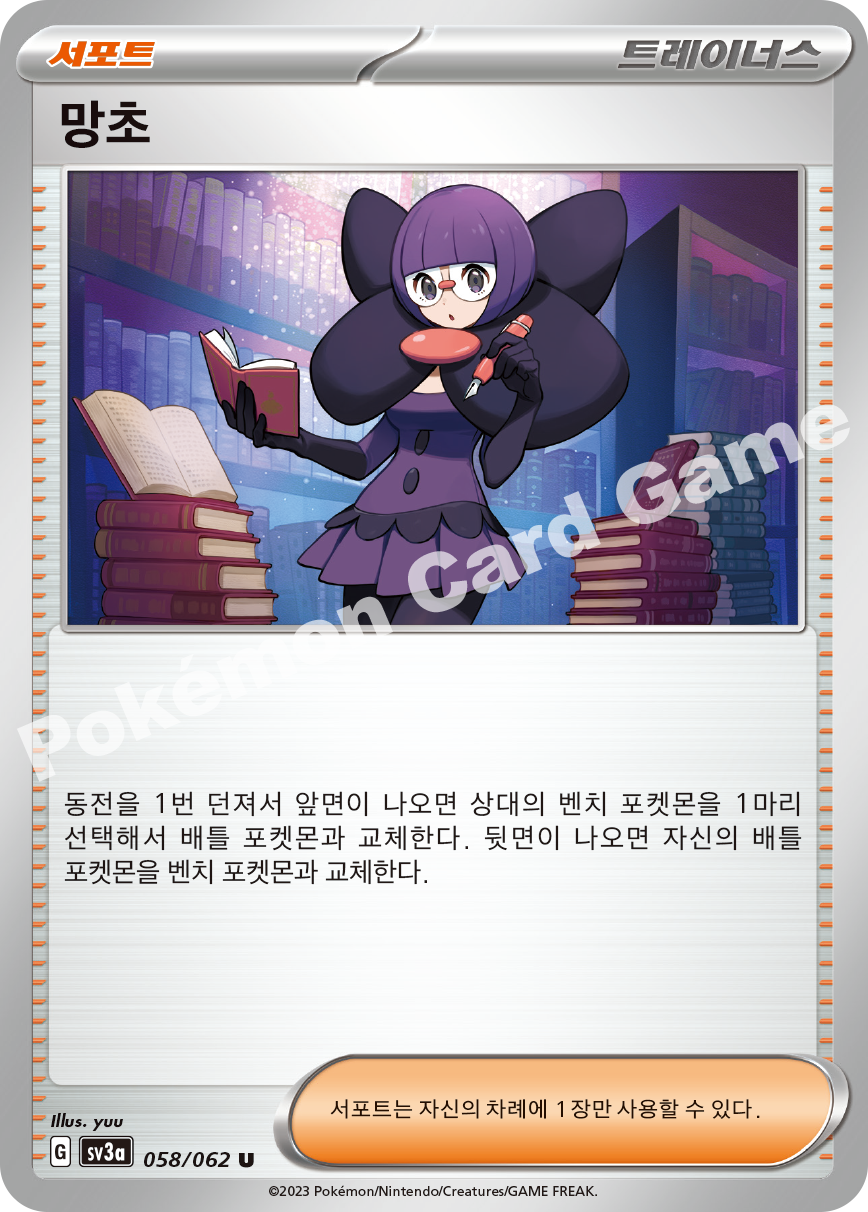 서포트 트레이너스
망초
Pokémon Card Game
동전을 1번 던져서 앞면이 나오면 상대의 벤치 포켓몬을 1마리
선택해서 배틀 포켓몬과 교체한다. 뒷면이 나오면 자신의 배틀
포켓몬을 벤치 포켓몬과 교체한다.
서포트는 자신의 차례에 1장만 사용할 수 있다.
Illus. yuu
G sv3a 058/062 U
©2023 Pokémon/Nintendo/Creatures/GAME FREAK.